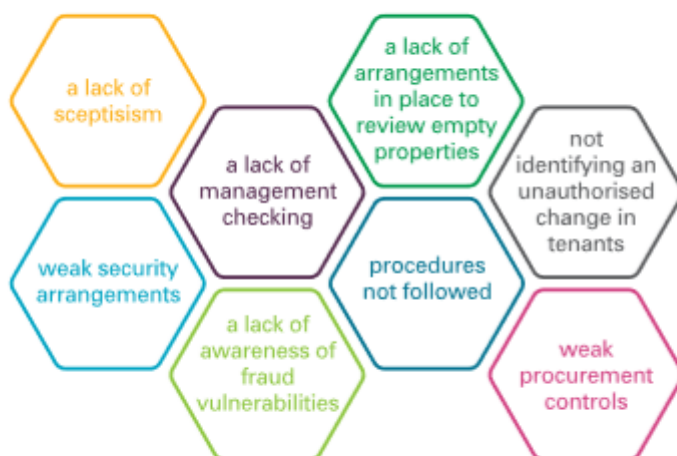 a lack of
sceptisism
a lack of
arrangements
in place to
review empty
properties
a lack of
management
checking
not
identifying an
unauthorised
change in
tenants
weak security
arrangements
procedures
not followed
a lack of
awareness of
fraud
vulnerabilities
weak
procurement
controls